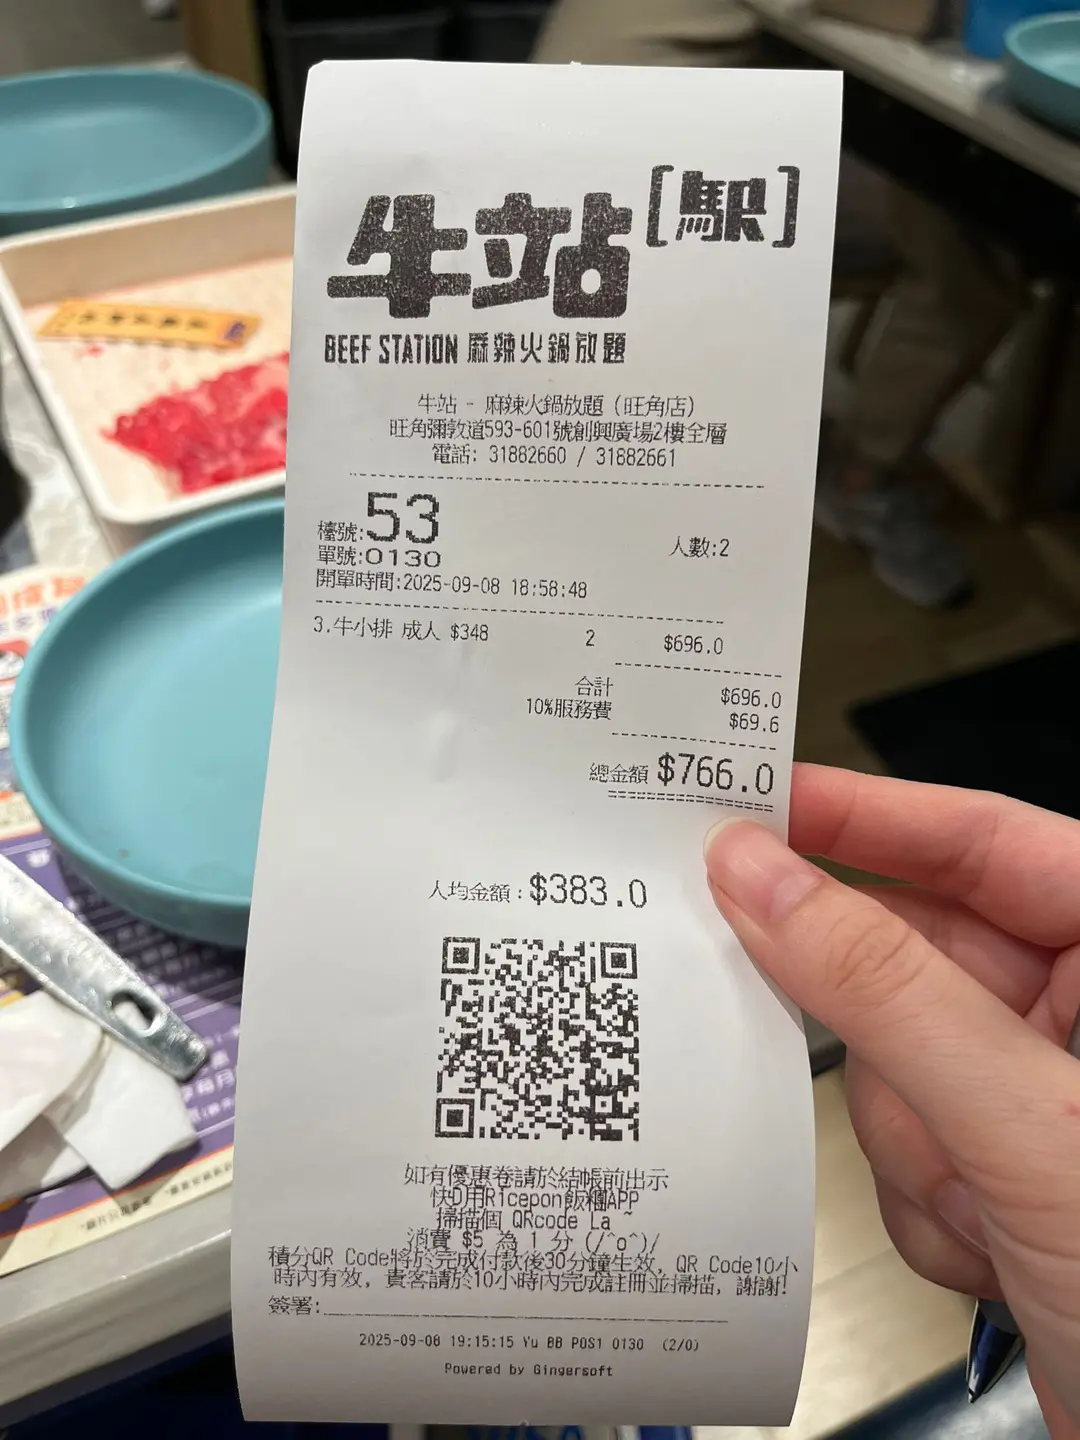 牛站[駅]
BEEF STATION 麻辣火鍋放題
牛站 - 麻辣火鍋放題（旺角店）
旺角彌敦道593-601號創興廣場2樓全層
電話: 31882660 / 31882661
檯號:53
人數:2
單號:0130
開單時間:2025-09-08 18:58:48
3.牛小排 成人 $348 2 $696.0
合計 $696.0
10%服務費 $69.6
總金額 $766.0
人均金額:$383.0
如有優惠卷請於結帳前出示
快D用Ricepon飯糰APP
掃描個 QRcode La ~
消費 $5 為 1 分 (/^o^)/
積分QR Code將於完成付款後30分鐘生效, QR Code10小
時內有效, 貴客請於10小時內完成註冊並掃描, 謝謝!
簽署:
2025-09-08 19:15:15 Yu BB POS1 0130 (2/0)
Powered by Gingersoft